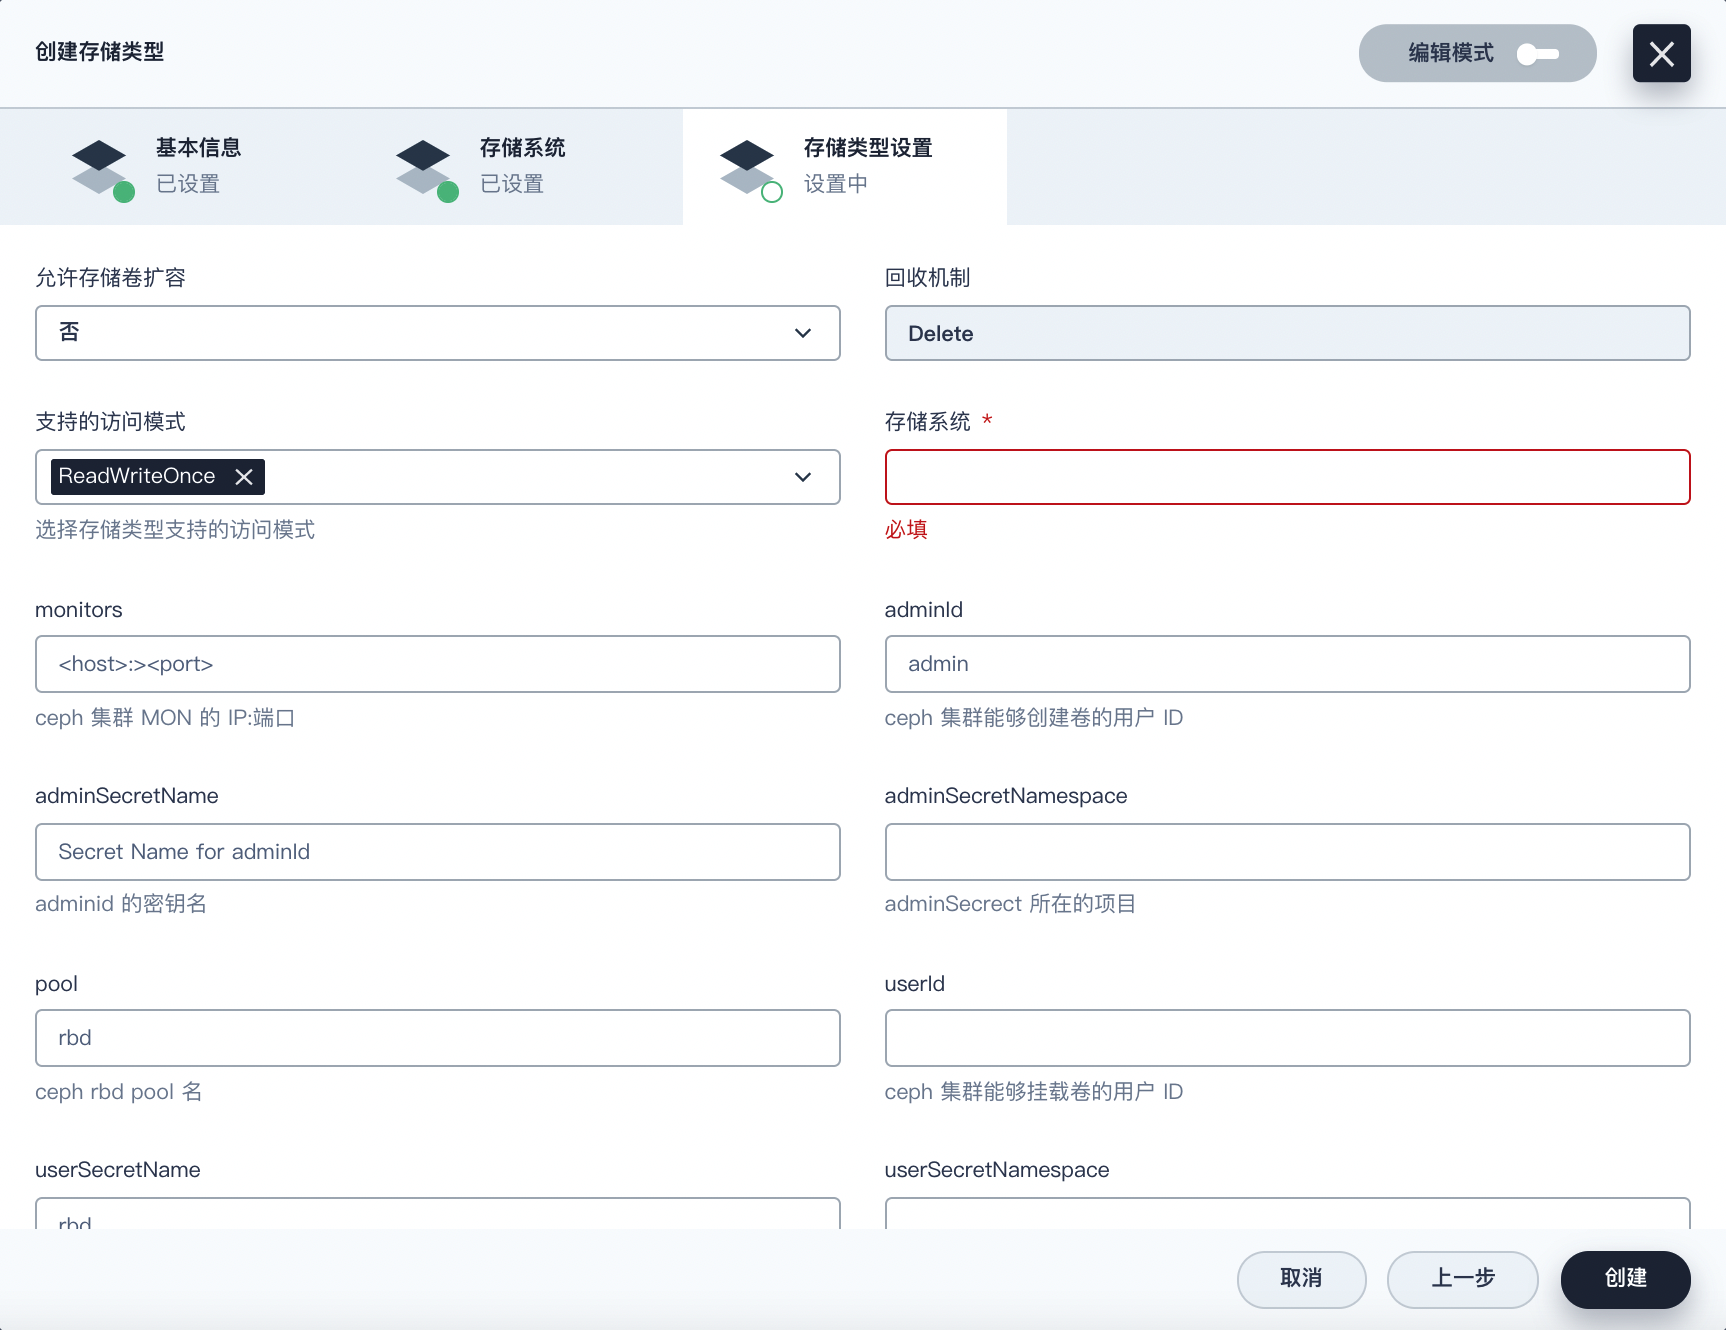 创建存储类型
编辑模式
基本信息
已设置
存储系统
已设置
存储类型设置
设置中
允许存储卷扩容
回收机制
否
Delete
支持的访问模式
存储系统 *
ReadWriteOnce
选择存储类型支持的访问模式
必填
monitors
adminId
<host>:><port>
admin
ceph 集群 MON 的 IP:端口
ceph 集群能够创建卷的用户 ID
adminSecretName
adminSecretNamespace
Secret Name for adminId
adminid 的密钥名
adminSecrect 所在的项目
pool
userId
rbd
ceph rbd pool 名
ceph 集群能够挂载卷的用户 ID
userSecretName
userSecretNamespace
rbd
取消
上一步
创建